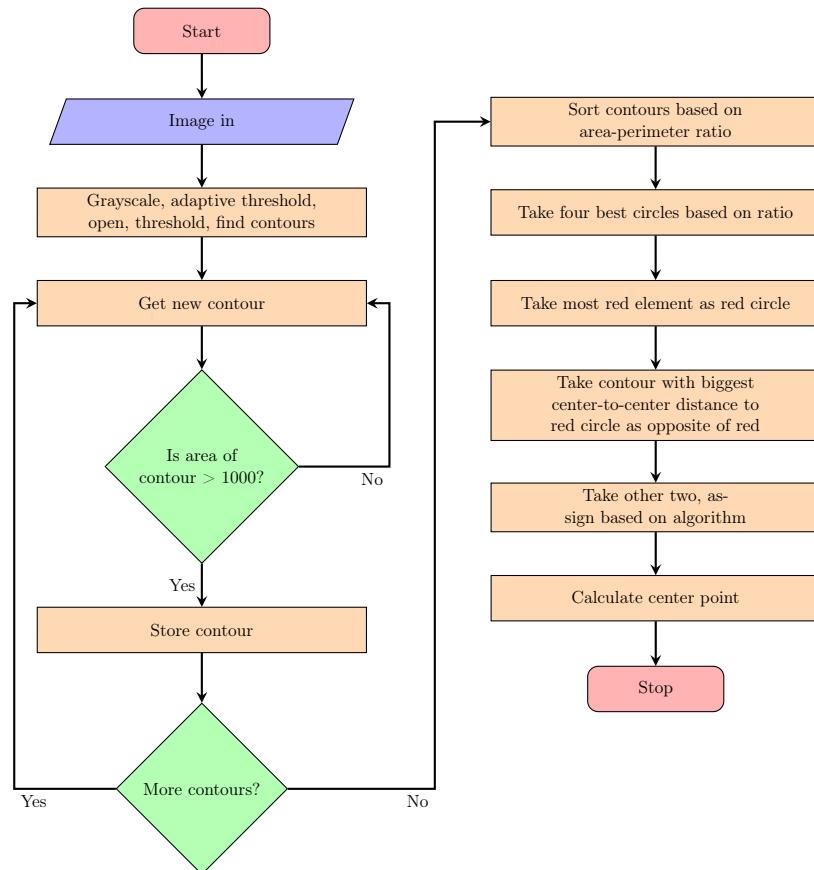 Start
Image in
Grayscale, adaptive threshold,
open, threshold, find contours
Get new contour
Is area of
contour > 1000?
No
Yes
Store contour
More contours?
Yes
No
Sort contours based on
area-perimeter ratio
Take four best circles based on ratio
Take most red element as red circle
Take contour with biggest
center-to-center distance to
red circle as opposite of red
Take other two, as-
sign based on algorithm
Calculate center point
Stop